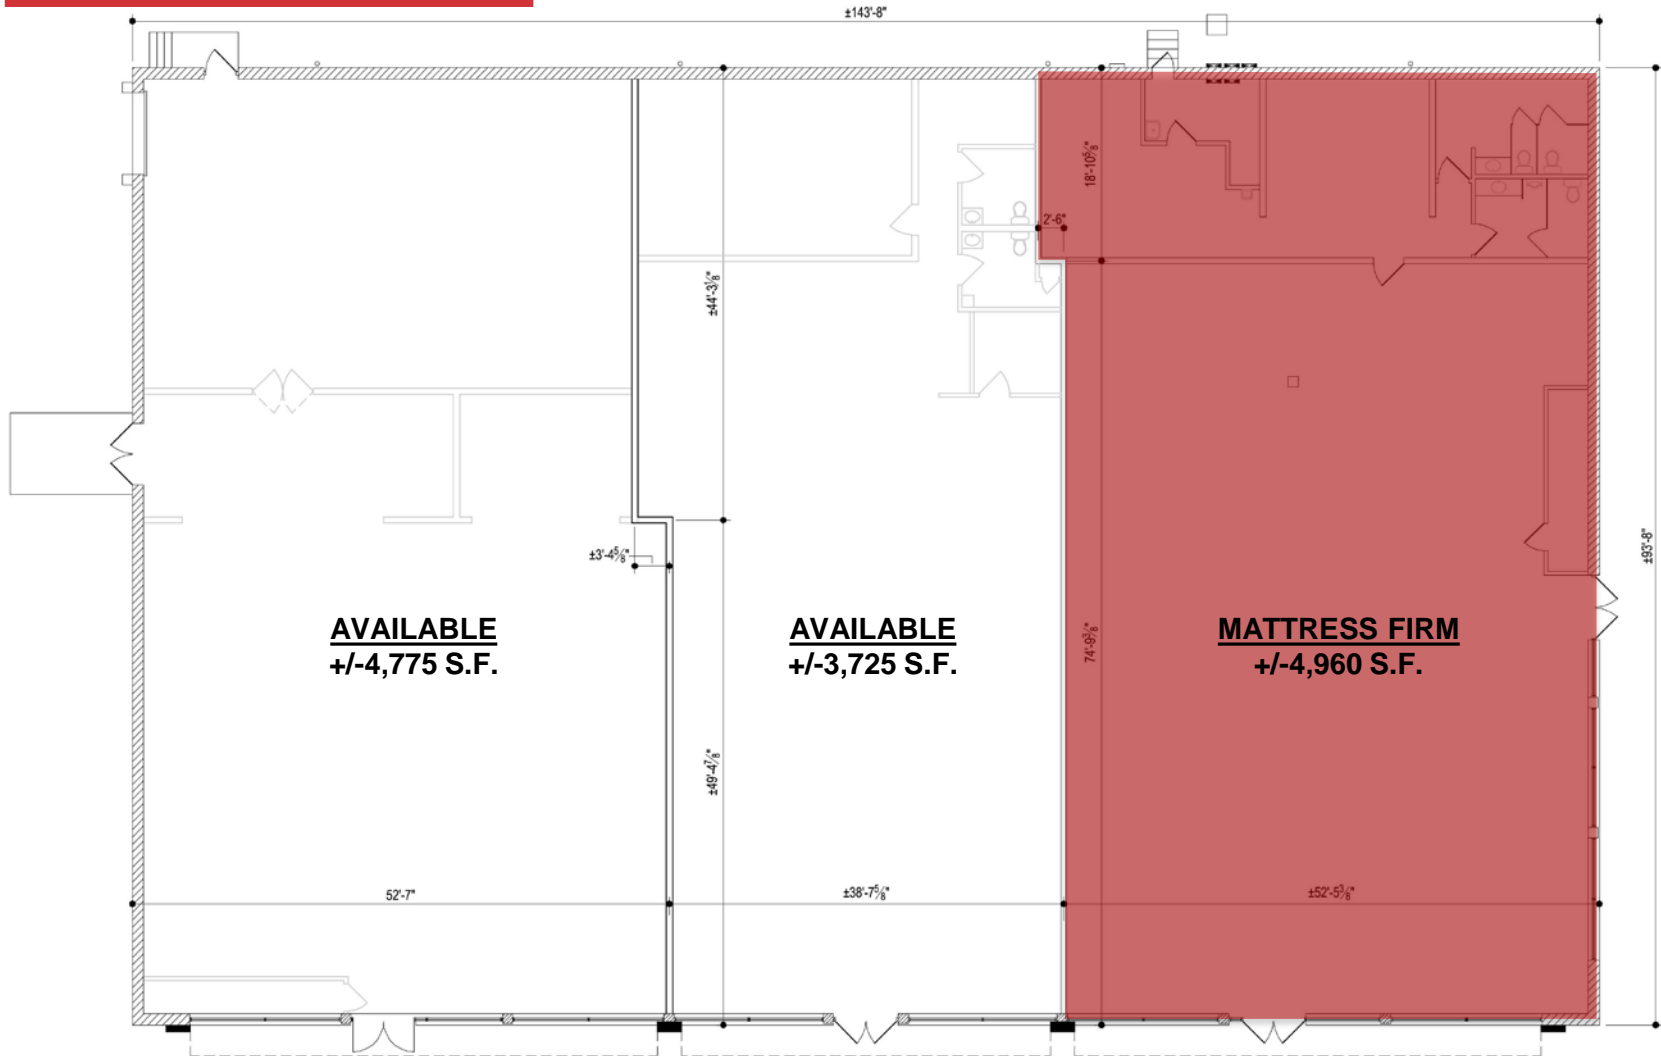 ±143'-8"
18'-10⅝"
2'-6"
±44'-3⅛"
±3'-4⅝"
±93'-8"
AVAILABLE
+/-4,775 S.F.
AVAILABLE
+/-3,725 S.F.
MATTRESS FIRM
+/-4,960 S.F.
74'-9⅜"
±49'-4⅞"
52'-7"
±38'-7⅝"
±52'-5⅜"